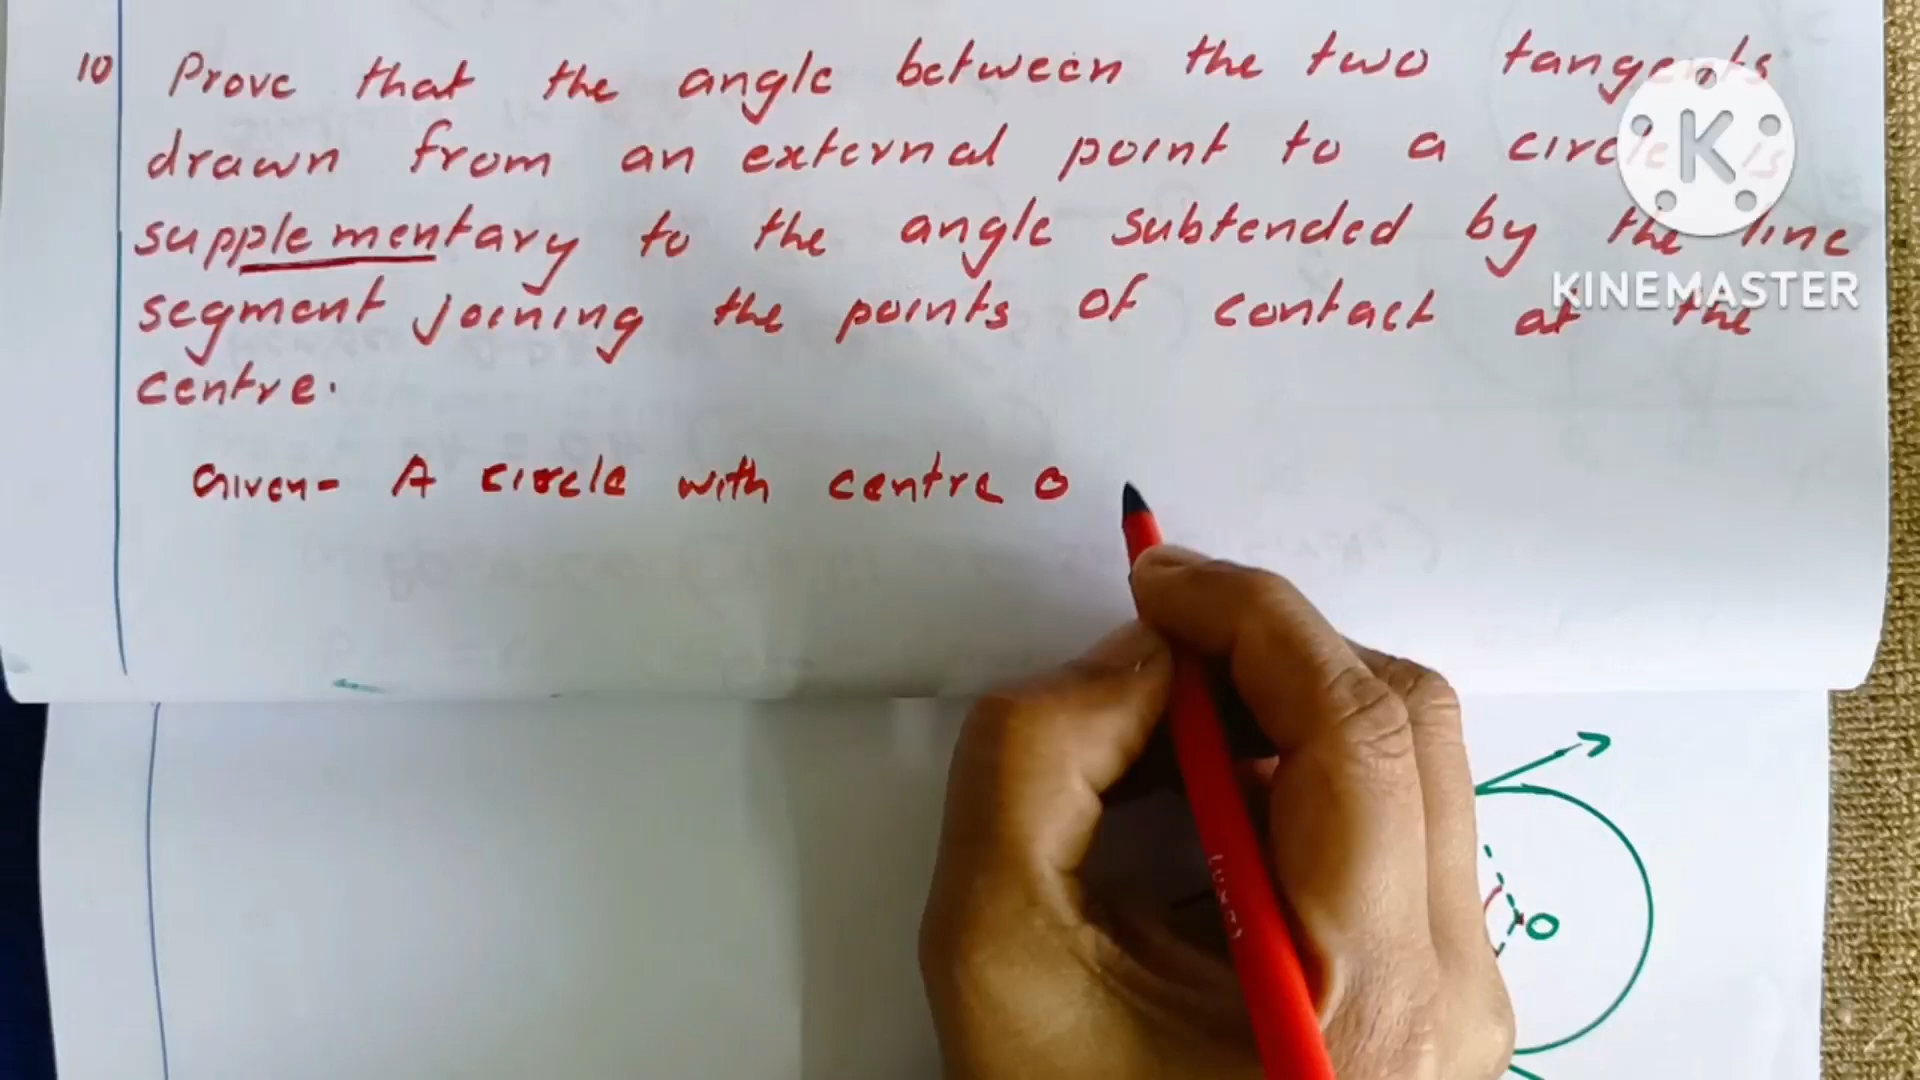 10 Prove that the angle between the two tangents
drawn from an external point to a circle is
supplementary to the angle subtended by the line
segment joining the points of contact at the
centre.
Given- A circle with centre O
K
KINEMASTER
O